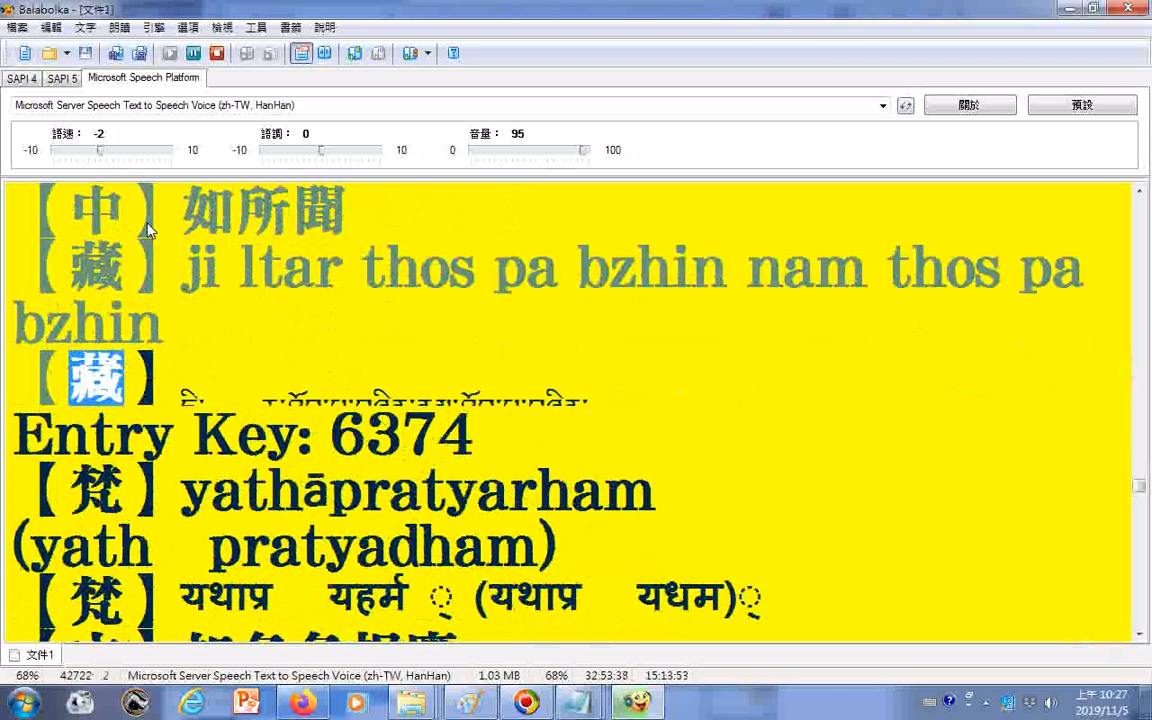 Balabolka - [文件1]
檔案 編輯 文字 朗讀 引擎 選項 檢視 工具 書籤 說明
SAPI 4 SAPI 5 Microsoft Speech Platform
Microsoft Server Speech Text to Speech Voice (zh-TW, HanHan) 關於 預設
語速： -2 語調： 0 音量： 95
-10 10 -10 10 0 100
【中】如所聞
【藏】ji ltar thos pa bzhin nam thos pa
bzhin
【藏】
Entry Key: 6374
【梵】yathāpratyarham
(yath pratyadham)
【梵】यथाप्र यहर्म ् (यथाप्र यधम)्
文件1
68% 42722 2 Microsoft Server Speech Text to Speech Voice (zh-TW, HanHan) 1.03 MB 68% 32:53:38 15:13:53
上午 10:27
2019/11/5